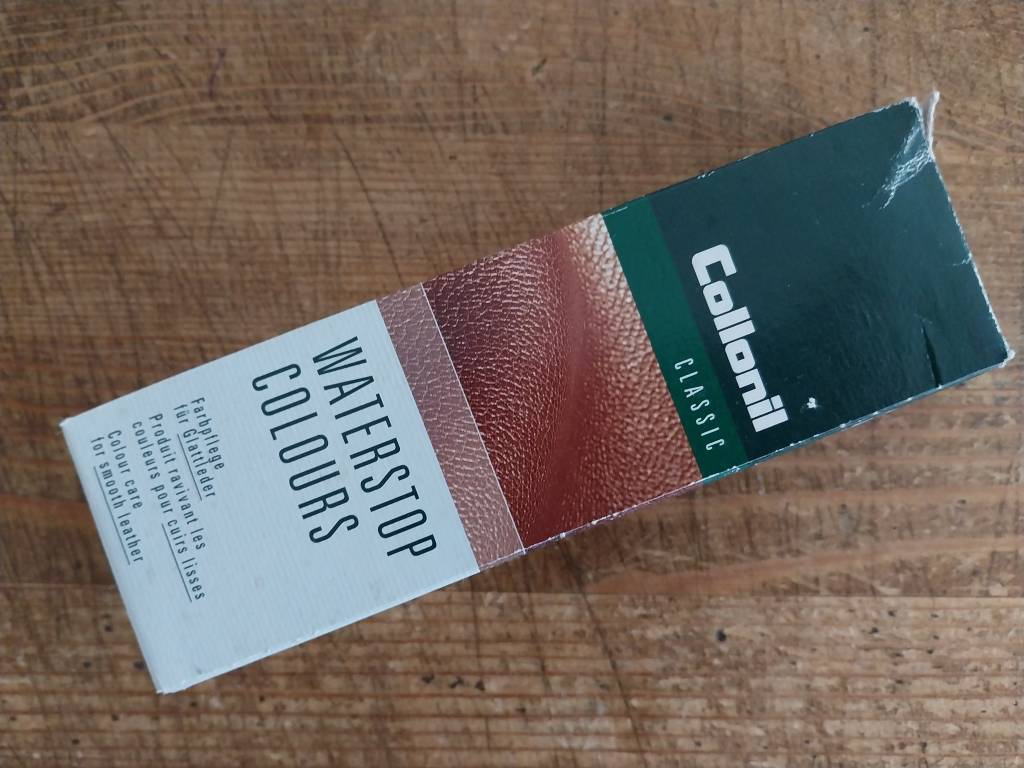 Collonil
CLASSIC
WATERSTOP
COLOURS
Farbpflege
für Glattleder
Produit ravivant les
couleurs pour cuirs lisses
Colour care
for smooth leather